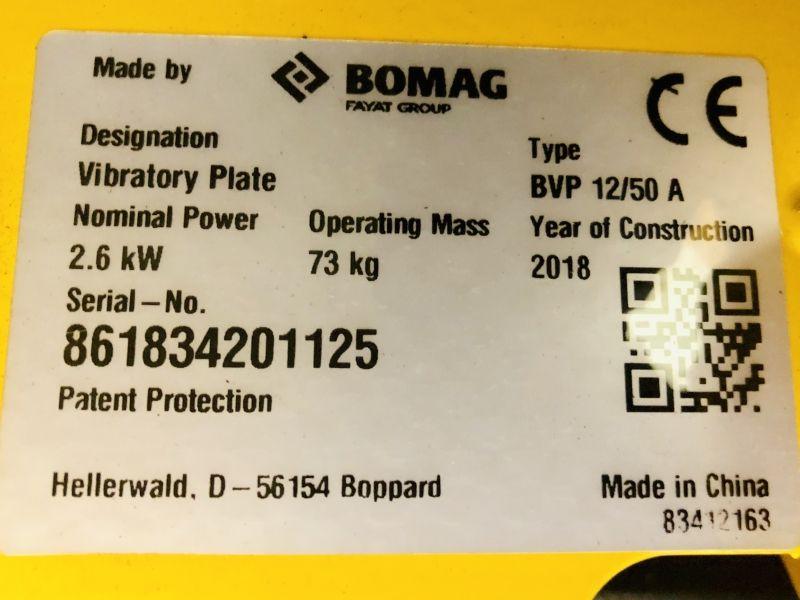 Made by BOMAG
FAYAT GROUP
CE
Designation
Vibratory Plate
Type
BVP 12/50 A
Nominal Power
2.6 kW
Operating Mass
73 kg
Year of Construction
2018
Serial-No.
861834201125
Patent Protection
Hellerwald, D-56154 Boppard
Made in China
83412163